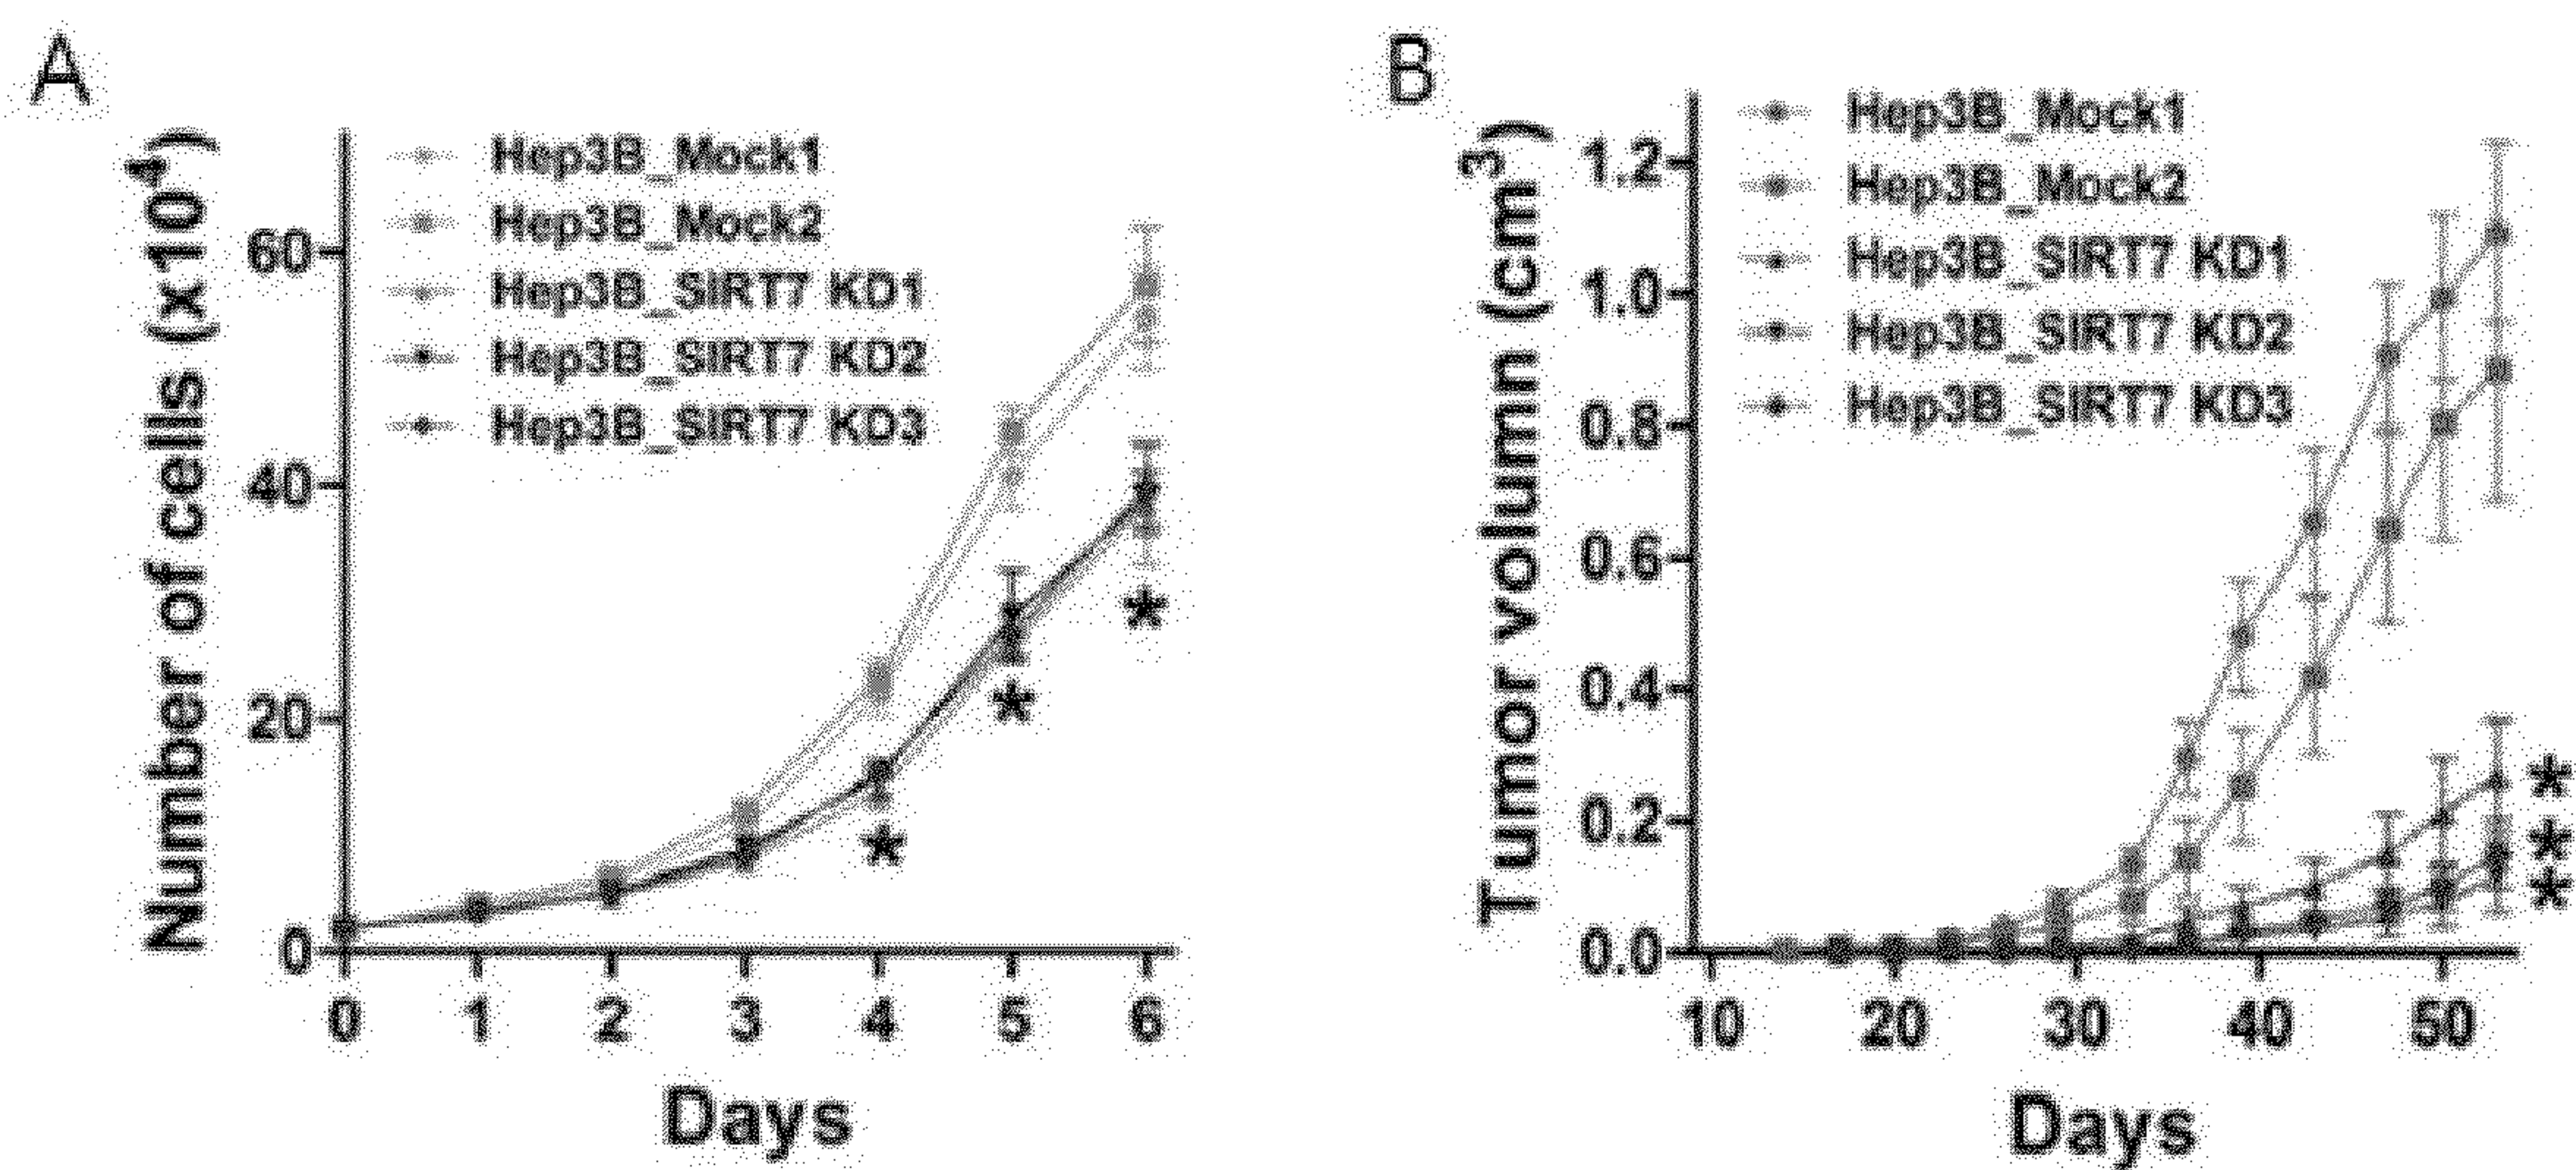 A
Number of cells (x10⁴)
60
40
20
0
Hep3B_Mock1
Hep3B_Mock2
Hep3B_SIRT7 KD1
Hep3B_SIRT7 KD2
Hep3B_SIRT7 KD3
*
*
*
0 1 2 3 4 5 6
Days
B
Tumor volumn (cm³)
1.2
1.0
0.8
0.6
0.4
0.2
0.0
Hep3B_Mock1
Hep3B_Mock2
Hep3B_SIRT7 KD1
Hep3B_SIRT7 KD2
Hep3B_SIRT7 KD3
*
*
*
10 20 30 40 50
Days